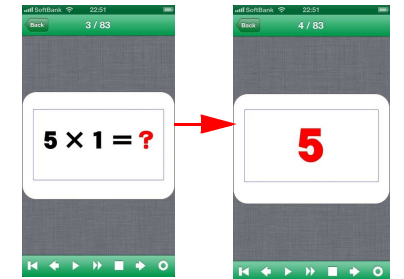 SoftBank 22:51
Back 3 / 83
5 × 1 = ?
SoftBank 22:51
Back 4 / 83
5